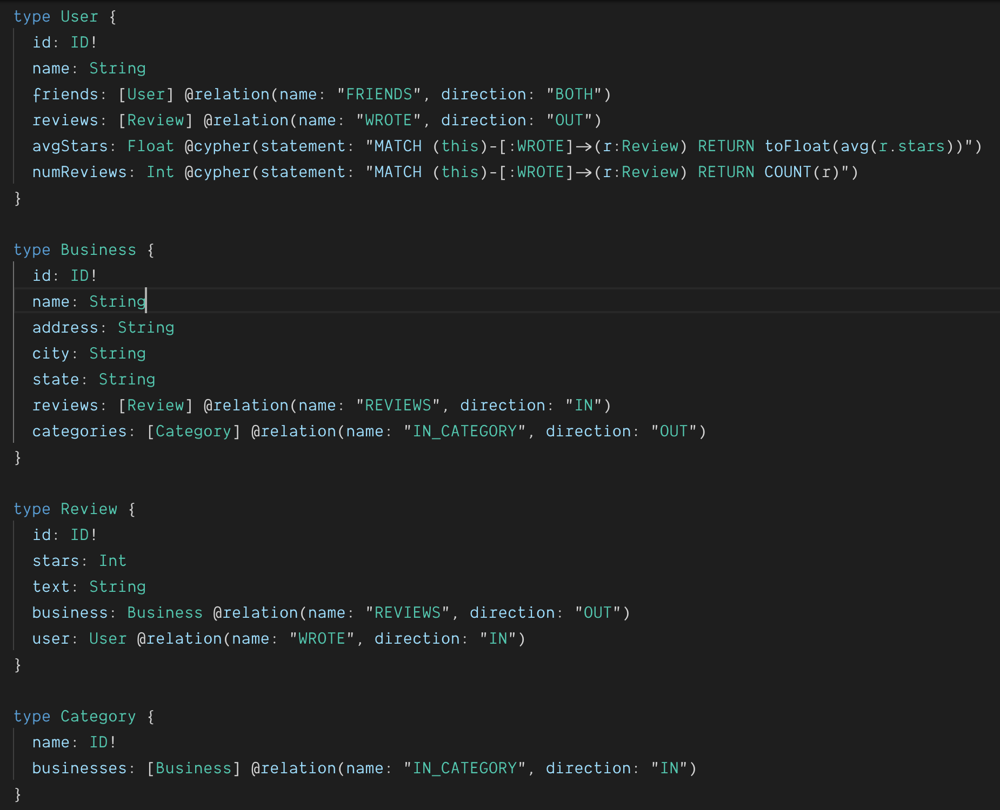 type User {
  id: ID!
  name: String
  friends: [User] @relation(name: "FRIENDS", direction: "BOTH")
  reviews: [Review] @relation(name: "WROTE", direction: "OUT")
  avgStars: Float @cypher(statement: "MATCH (this)-[:WROTE]->(r:Review) RETURN toFloat(avg(r.stars))")
  numReviews: Int @cypher(statement: "MATCH (this)-[:WROTE]->(r:Review) RETURN COUNT(r)")
}

type Business {
  id: ID!
  name: String
  address: String
  city: String
  state: String
  reviews: [Review] @relation(name: "REVIEWS", direction: "IN")
  categories: [Category] @relation(name: "IN_CATEGORY", direction: "OUT")
}

type Review {
  id: ID!
  stars: Int
  text: String
  business: Business @relation(name: "REVIEWS", direction: "OUT")
  user: User @relation(name: "WROTE", direction: "IN")
}

type Category {
  name: ID!
  businesses: [Business] @relation(name: "IN_CATEGORY", direction: "IN")
}